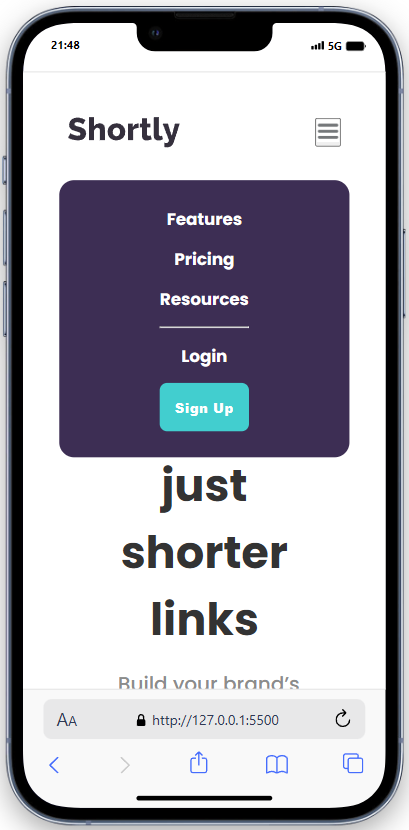 21:48
5G
Shortly
Features
Pricing
Resources
Login
Sign Up
just
shorter
links
Build your brand's
AA
http://127.0.0.1:5500